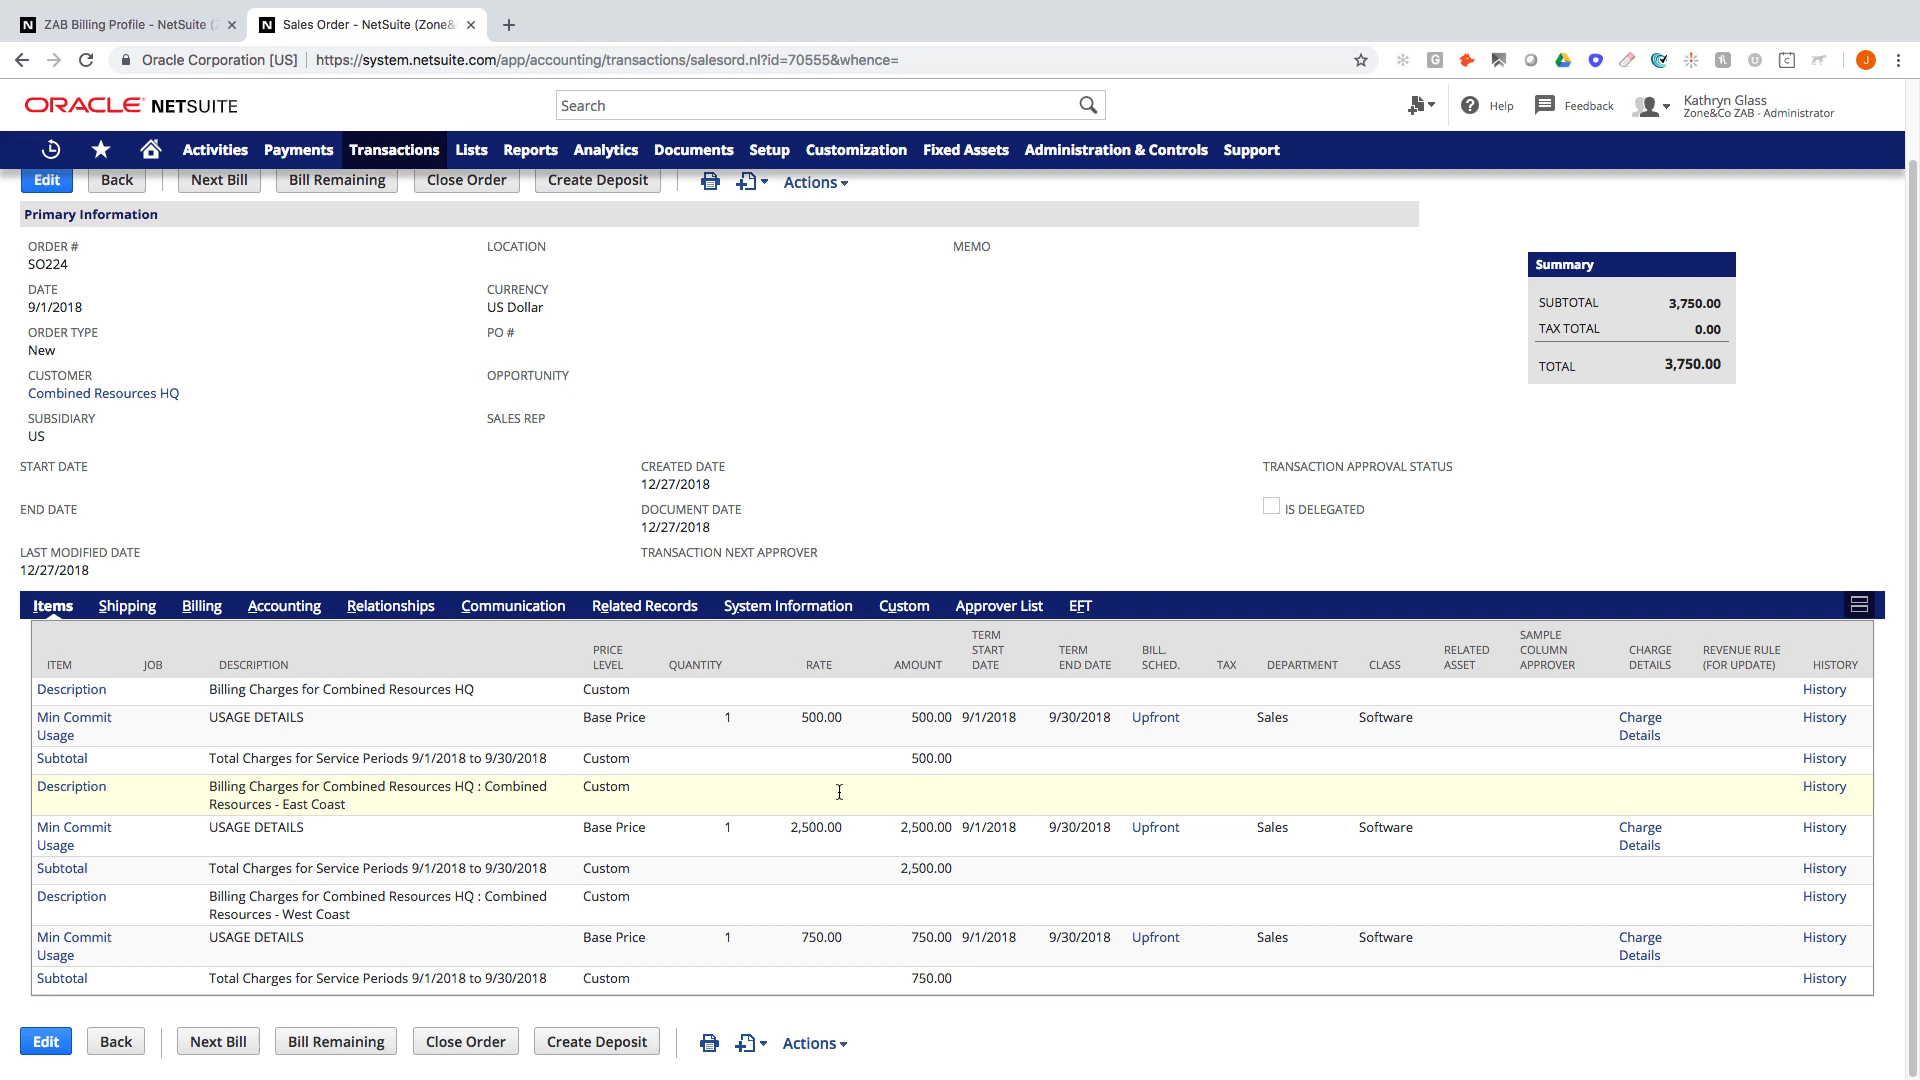 ZAB Billing Profile - NetSuite
Sales Order - NetSuite (Zone&
Oracle Corporation [US] https://system.netsuite.com/app/accounting/transactions/salesord.nl?id=70555&whence=
ORACLE NETSUITE
Search
Help
Feedback
Kathryn Glass
Zone&Co ZAB - Administrator
Activities Payments Transactions Lists Reports Analytics Documents Setup Customization Fixed Assets Administration & Controls Support
Edit Back Next Bill Bill Remaining Close Order Create Deposit Actions
Primary Information
ORDER #
SO224
DATE
9/1/2018
ORDER TYPE
New
CUSTOMER
Combined Resources HQ
SUBSIDIARY
US
LOCATION
CURRENCY
US Dollar
PO #
OPPORTUNITY
SALES REP
MEMO
Summary
SUBTOTAL 3,750.00
TAX TOTAL 0.00
TOTAL 3,750.00
START DATE
END DATE
LAST MODIFIED DATE
12/27/2018
CREATED DATE
12/27/2018
DOCUMENT DATE
12/27/2018
TRANSACTION NEXT APPROVER
TRANSACTION APPROVAL STATUS
IS DELEGATED
Items Shipping Billing Accounting Relationships Communication Related Records System Information Custom Approver List EFT
ITEM JOB DESCRIPTION PRICE LEVEL QUANTITY RATE AMOUNT TERM START DATE TERM END DATE BILL. SCHED. TAX DEPARTMENT CLASS RELATED ASSET SAMPLE COLUMN APPROVER CHARGE DETAILS REVENUE RULE (FOR UPDATE) HISTORY
Description Billing Charges for Combined Resources HQ Custom History
Min Commit Usage USAGE DETAILS Base Price 1 500.00 500.00 9/1/2018 9/30/2018 Upfront Sales Software Charge Details History
Subtotal Total Charges for Service Periods 9/1/2018 to 9/30/2018 Custom 500.00 History
Description Billing Charges for Combined Resources HQ : Combined Resources - East Coast Custom History
Min Commit Usage USAGE DETAILS Base Price 1 2,500.00 2,500.00 9/1/2018 9/30/2018 Upfront Sales Software Charge Details History
Subtotal Total Charges for Service Periods 9/1/2018 to 9/30/2018 Custom 2,500.00 History
Description Billing Charges for Combined Resources HQ : Combined Resources - West Coast Custom History
Min Commit Usage USAGE DETAILS Base Price 1 750.00 750.00 9/1/2018 9/30/2018 Upfront Sales Software Charge Details History
Subtotal Total Charges for Service Periods 9/1/2018 to 9/30/2018 Custom 750.00 History
Edit Back Next Bill Bill Remaining Close Order Create Deposit Actions